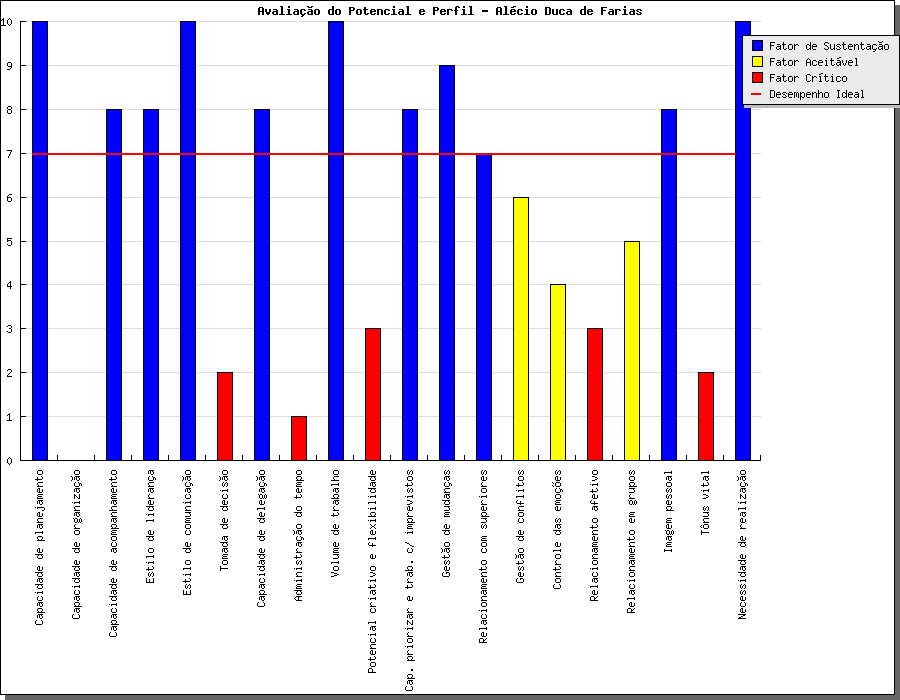 Avaliação do Potencial e Perfil - Alécio Duca de Farias
Fator de Sustentação
Fator Aceitável
Fator Crítico
Desempenho Ideal
10
9
8
7
6
5
4
3
2
1
0
Capacidade de planejamento
Capacidade de organização
Capacidade de acompanhamento
Estilo de liderança
Estilo de comunicação
Tomada de decisão
Capacidade de delegação
Administração do tempo
Volume de trabalho
Potencial criativo e flexibilidade
Cap. priorizar e trab. c/ imprevistos
Gestão de mudanças
Relacionamento com superiores
Gestão de conflitos
Controle das emoções
Relacionamento afetivo
Relacionamento em grupos
Imagem pessoal
Tônus vital
Necessidade de realização